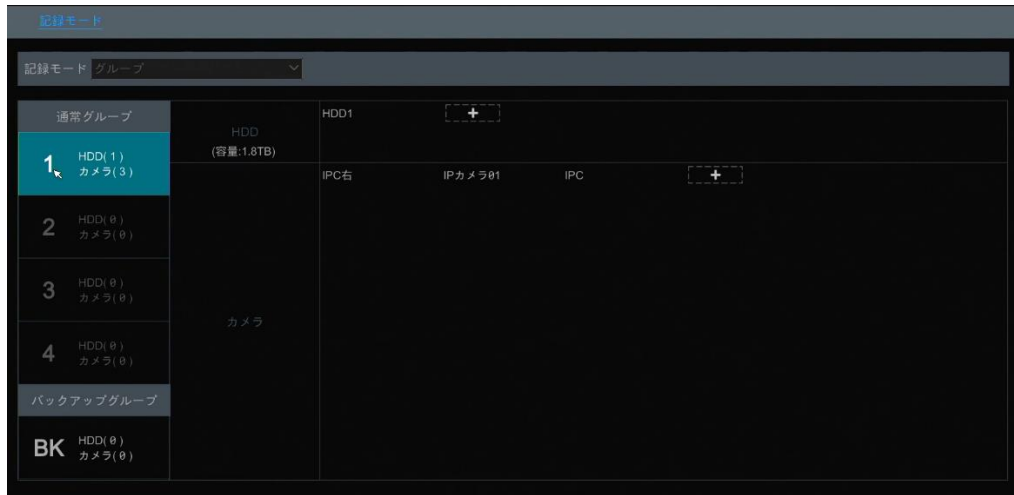 記録モード
記録モード グループ
通常グループ
1 HDD(1)
カメラ(3)
2 HDD(0)
カメラ(0)
3 HDD(0)
カメラ(0)
4 HDD(0)
カメラ(0)
バックアップグループ
BK HDD(0)
カメラ(0)
HDD
(容量:1.8TB)
HDD1 +
カメラ
IPC右 IPカメラ01 IPC +